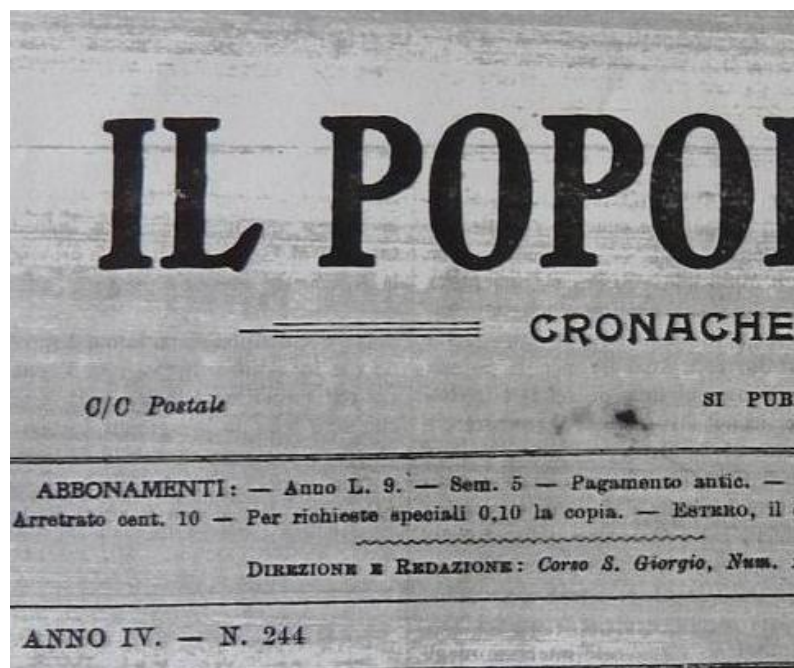 IL POPO
CRONACHE
C/C Postale
SI PUB
ABBONAMENTI: — Anno L. 9. — Sem. 5 — Pagamento antic. —
Arretrato cent. 10 — Per richieste speciali 0,10 la copia. — ESTERO, il
DIREZIONE E REDAZIONE: Corso S. Giorgio, Num.
ANNO IV. — N. 244